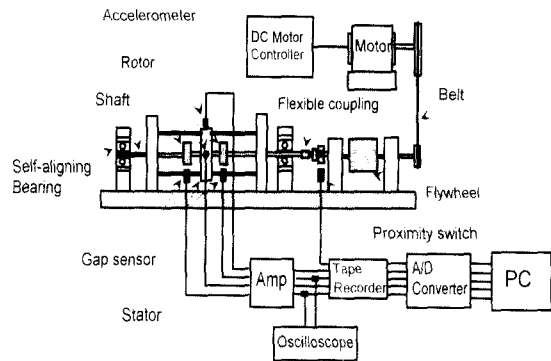 Accelerometer
DC Motor
Controller
Motor
Rotor
Shaft
Flexible coupling
Belt
Self-aligning
Bearing
Flywheel
Proximity switch
Gap sensor
Amp
Tape
Recorder
A/D
Converter
PC
Stator
Oscilloscope